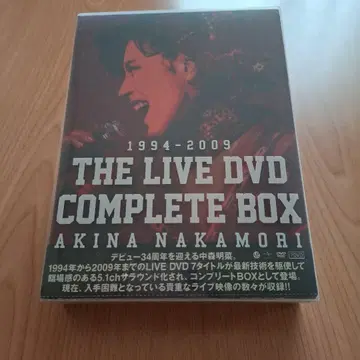 1994-2009
THE LIVE DVD
COMPLETE BOX
AKINA NAKAMORI
デビュー34周年を迎える中森明菜。
1994年から2009年までのLIVE DVD 7タイトルが最新技術を駆使して
臨場感のある5.1chサラウンド化され、コンプリートBOXとして登場。
現在、入手困難となっている貴重なライブ映像の数々が収録!!